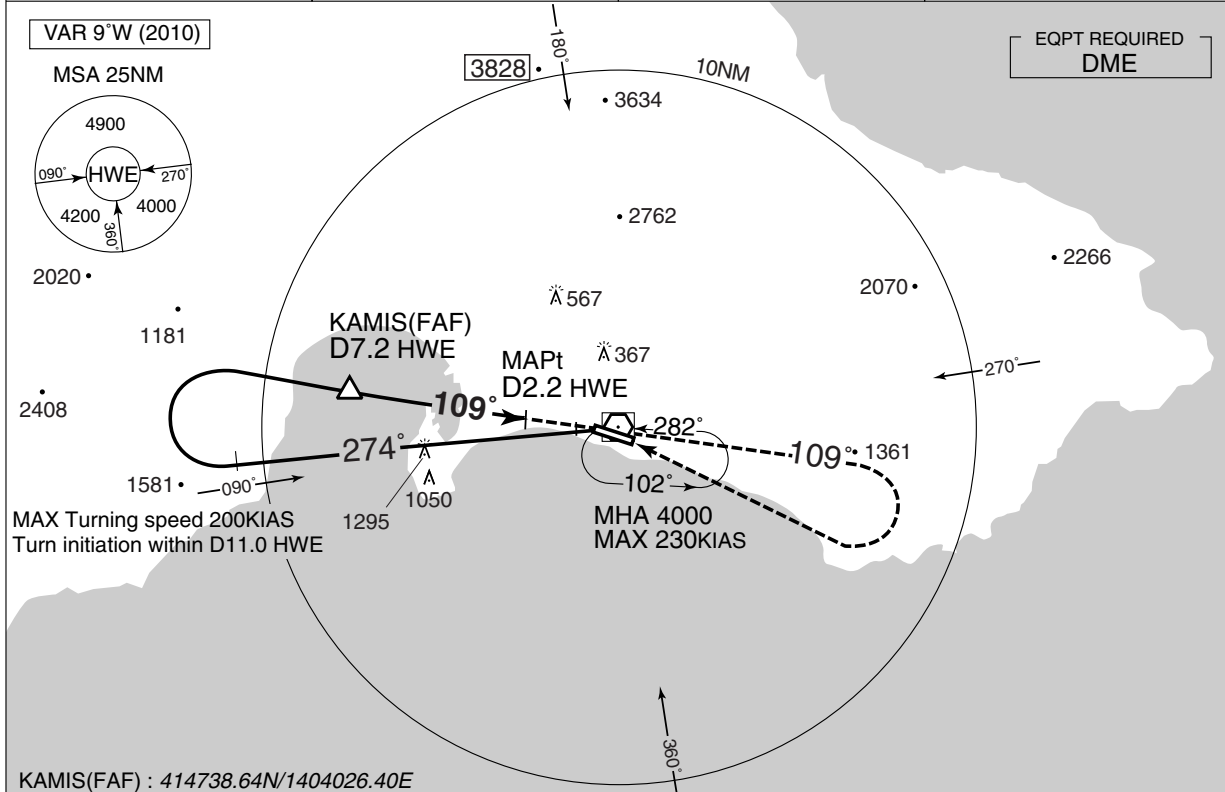 VAR 9°W (2010)
MSA 25NM
4900
HWE
090°
270°
4200
4000
360°
EQPT REQUIRED
DME
180°
10NM
3828
3634
2762
2266
2070
2020
1181
567
367
KAMIS(FAF)
D7.2 HWE
MAPt
D2.2 HWE
270°
2408
109°
282°
109°
1361
274°
102°
1581
090°
1050
1295
MAX Turning speed 200KIAS
Turn initiation within D11.0 HWE
MHA 4000
MAX 230KIAS
360°
KAMIS(FAF) : 414738.64N/1404026.40E